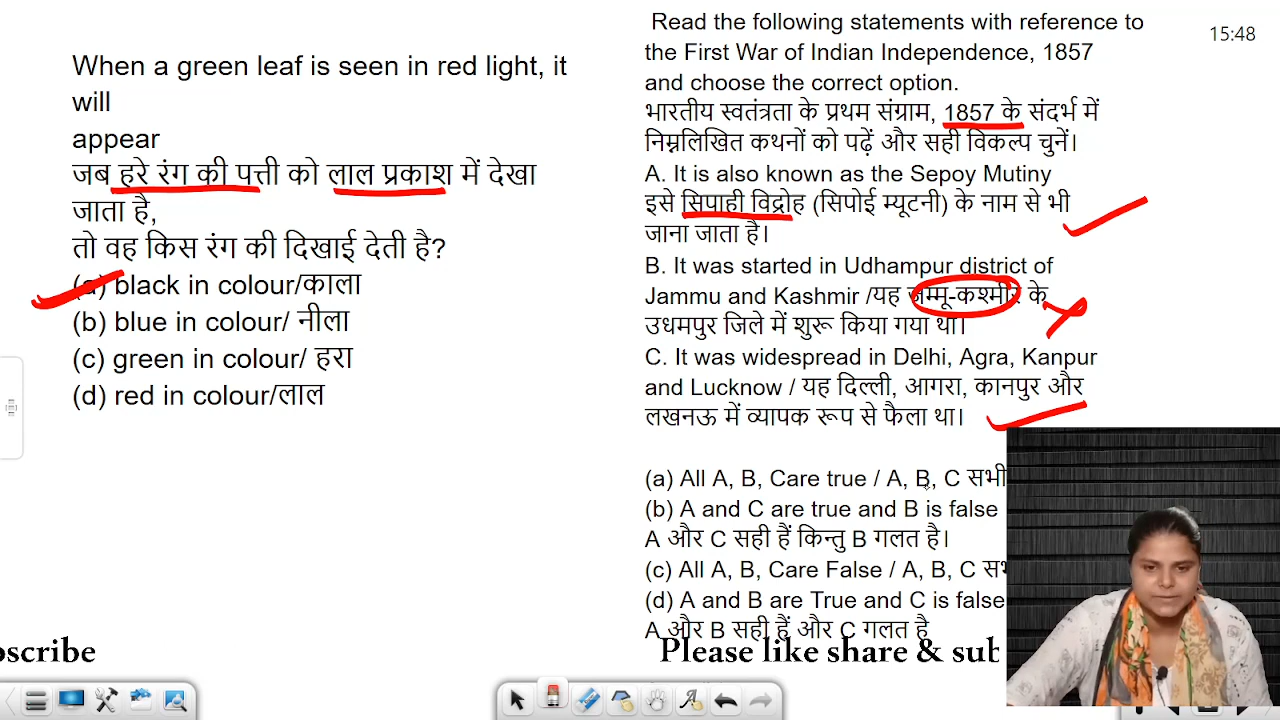 When a green leaf is seen in red light, it
will
appear
जब हरे रंग की पत्ती को लाल प्रकाश में देखा
जाता है,
तो वह किस रंग की दिखाई देती है?
(a) black in colour/काला
(b) blue in colour/ नीला
(c) green in colour/ हरा
(d) red in colour/लाल
Read the following statements with reference to
the First War of Indian Independence, 1857
and choose the correct option.
भारतीय स्वतंत्रता के प्रथम संग्राम, 1857 के संदर्भ में
निम्नलिखित कथनों को पढ़ें और सही विकल्प चुनें।
A. It is also known as the Sepoy Mutiny
इसे सिपाही विद्रोह (सिपोई म्यूटनी) के नाम से भी
जाना जाता है।
B. It was started in Udhampur district of
Jammu and Kashmir /यह जम्मू-कश्मीर के
उधमपुर जिले में शुरू किया गया था।
C. It was widespread in Delhi, Agra, Kanpur
and Lucknow / यह दिल्ली, आगरा, कानपुर और
लखनऊ में व्यापक रूप से फैला था।
(a) All A, B, Care true / A, B, C सभी
(b) A and C are true and B is false
A और C सही हैं किन्तु B गलत है।
(c) All A, B, Care False / A, B, C
(d) A and B are True and C is false
A और B सही हैं और C गलत है
15:48
scribe
Please like share & sub